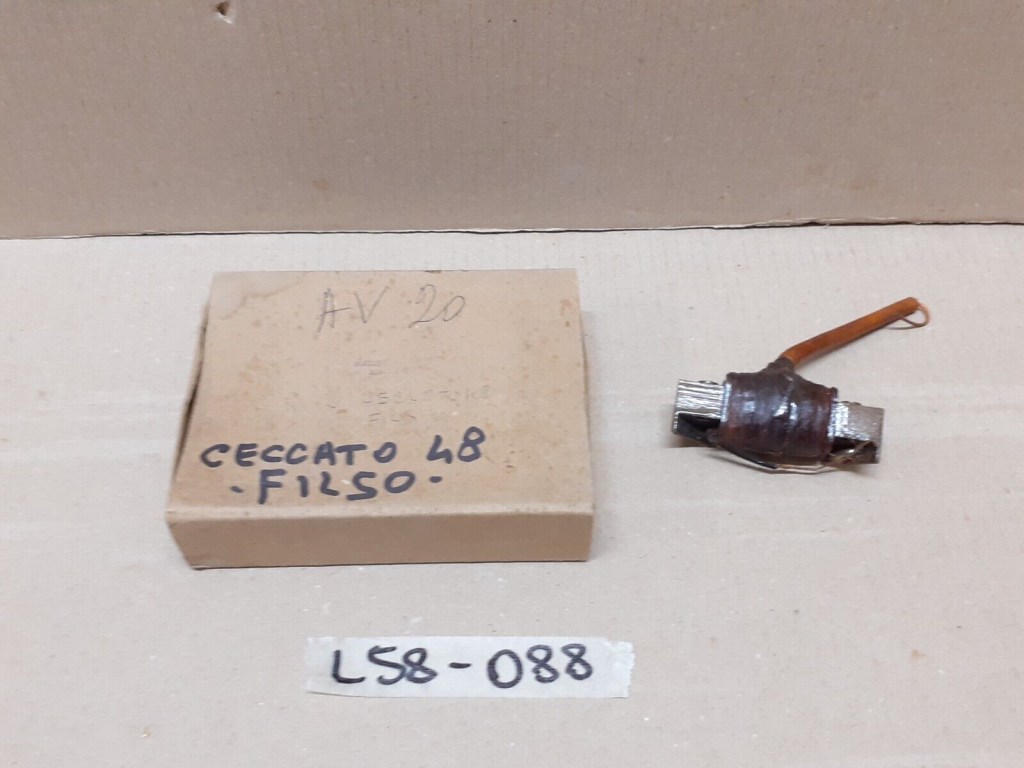 AV 20
CECCATO 48
- FILSO -
L58-088